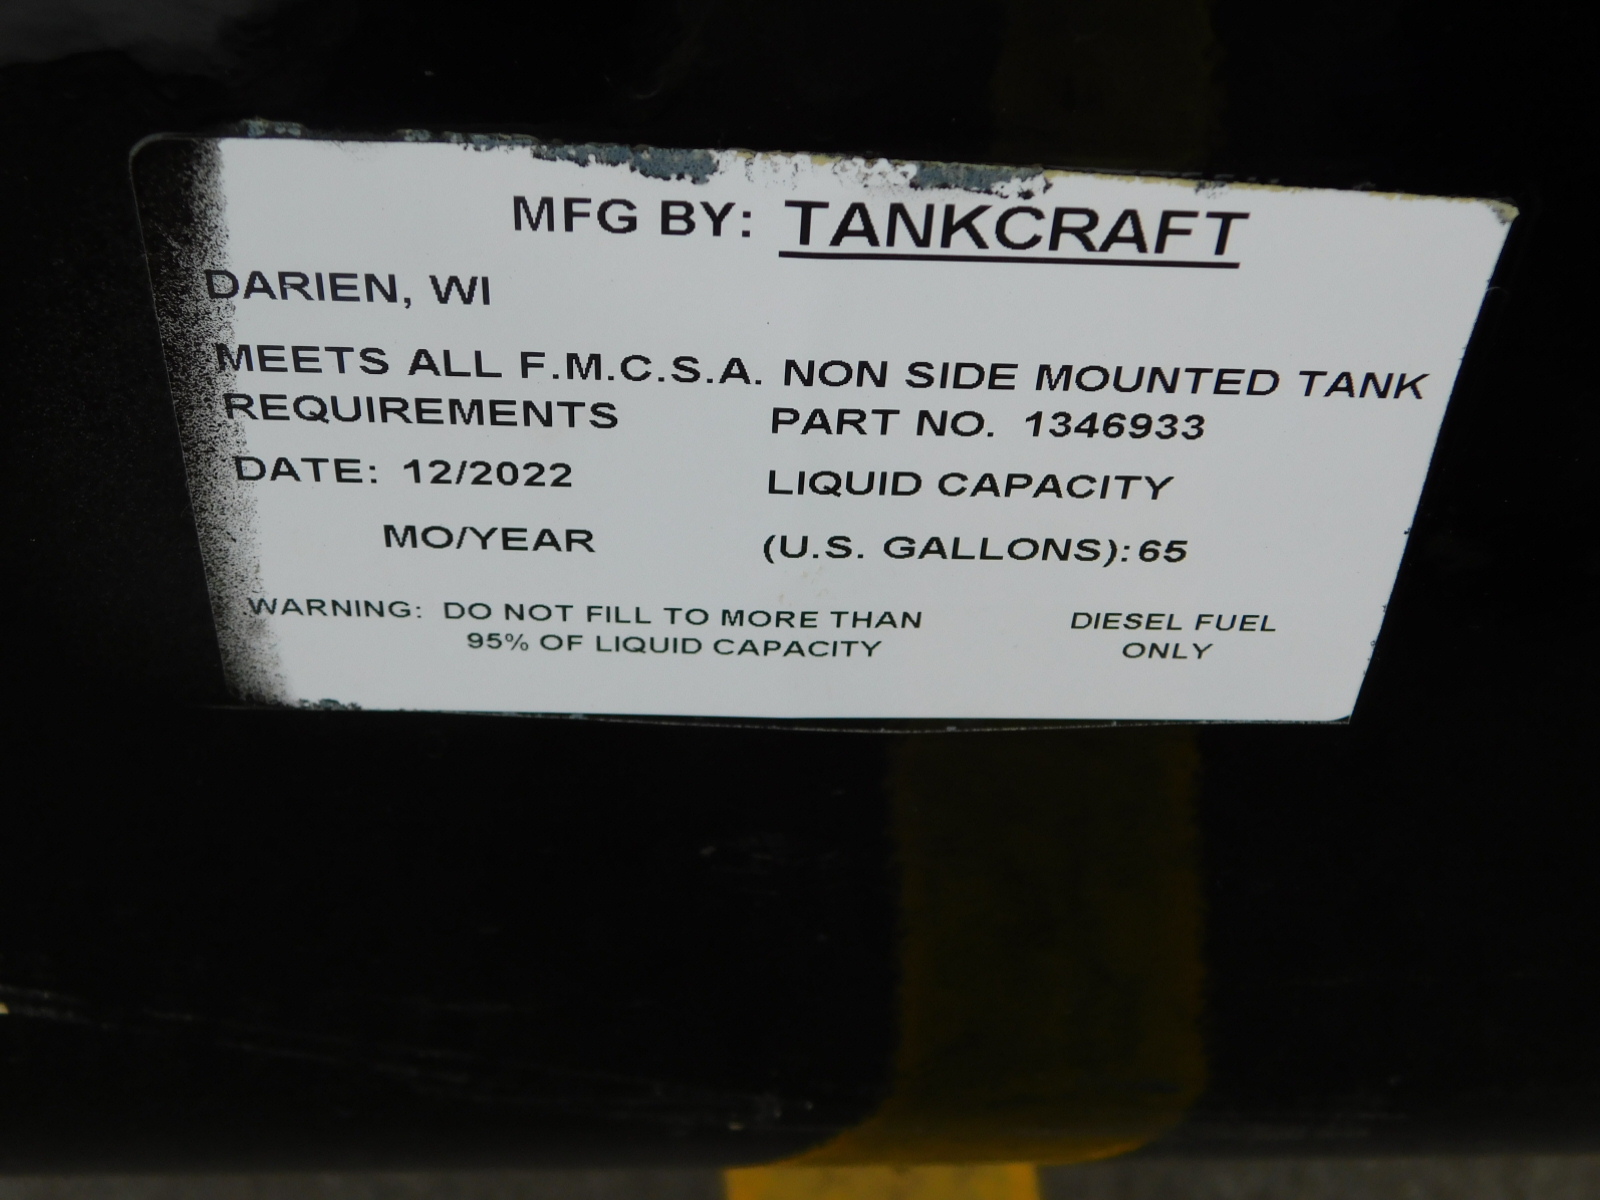 MFG BY: TANKCRAFT
DARIEN, WI
MEETS ALL F.M.C.S.A. NON SIDE MOUNTED TANK
REQUIREMENTS PART NO. 1346933
DATE: 12/2022 LIQUID CAPACITY
MO/YEAR (U.S. GALLONS): 65
WARNING: DO NOT FILL TO MORE THAN DIESEL FUEL
95% OF LIQUID CAPACITY ONLY